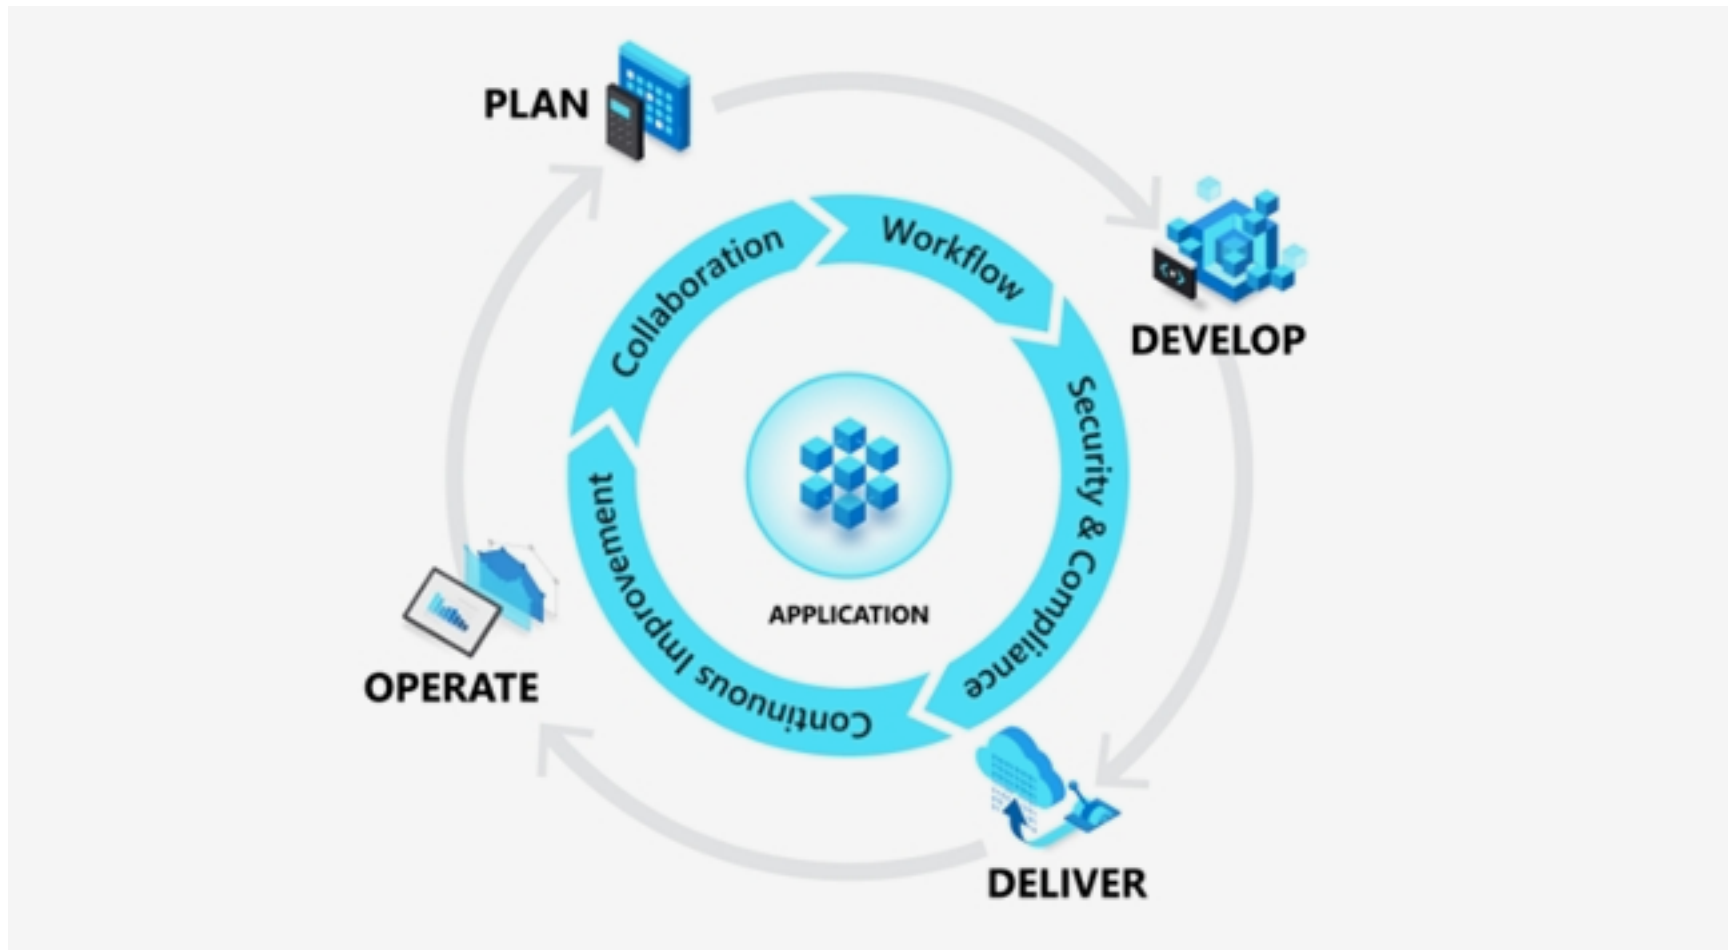 PLAN
DEVELOP
DELIVER
OPERATE
Collaboration
Workflow
Security & Compliance
Continuous Improvement
APPLICATION